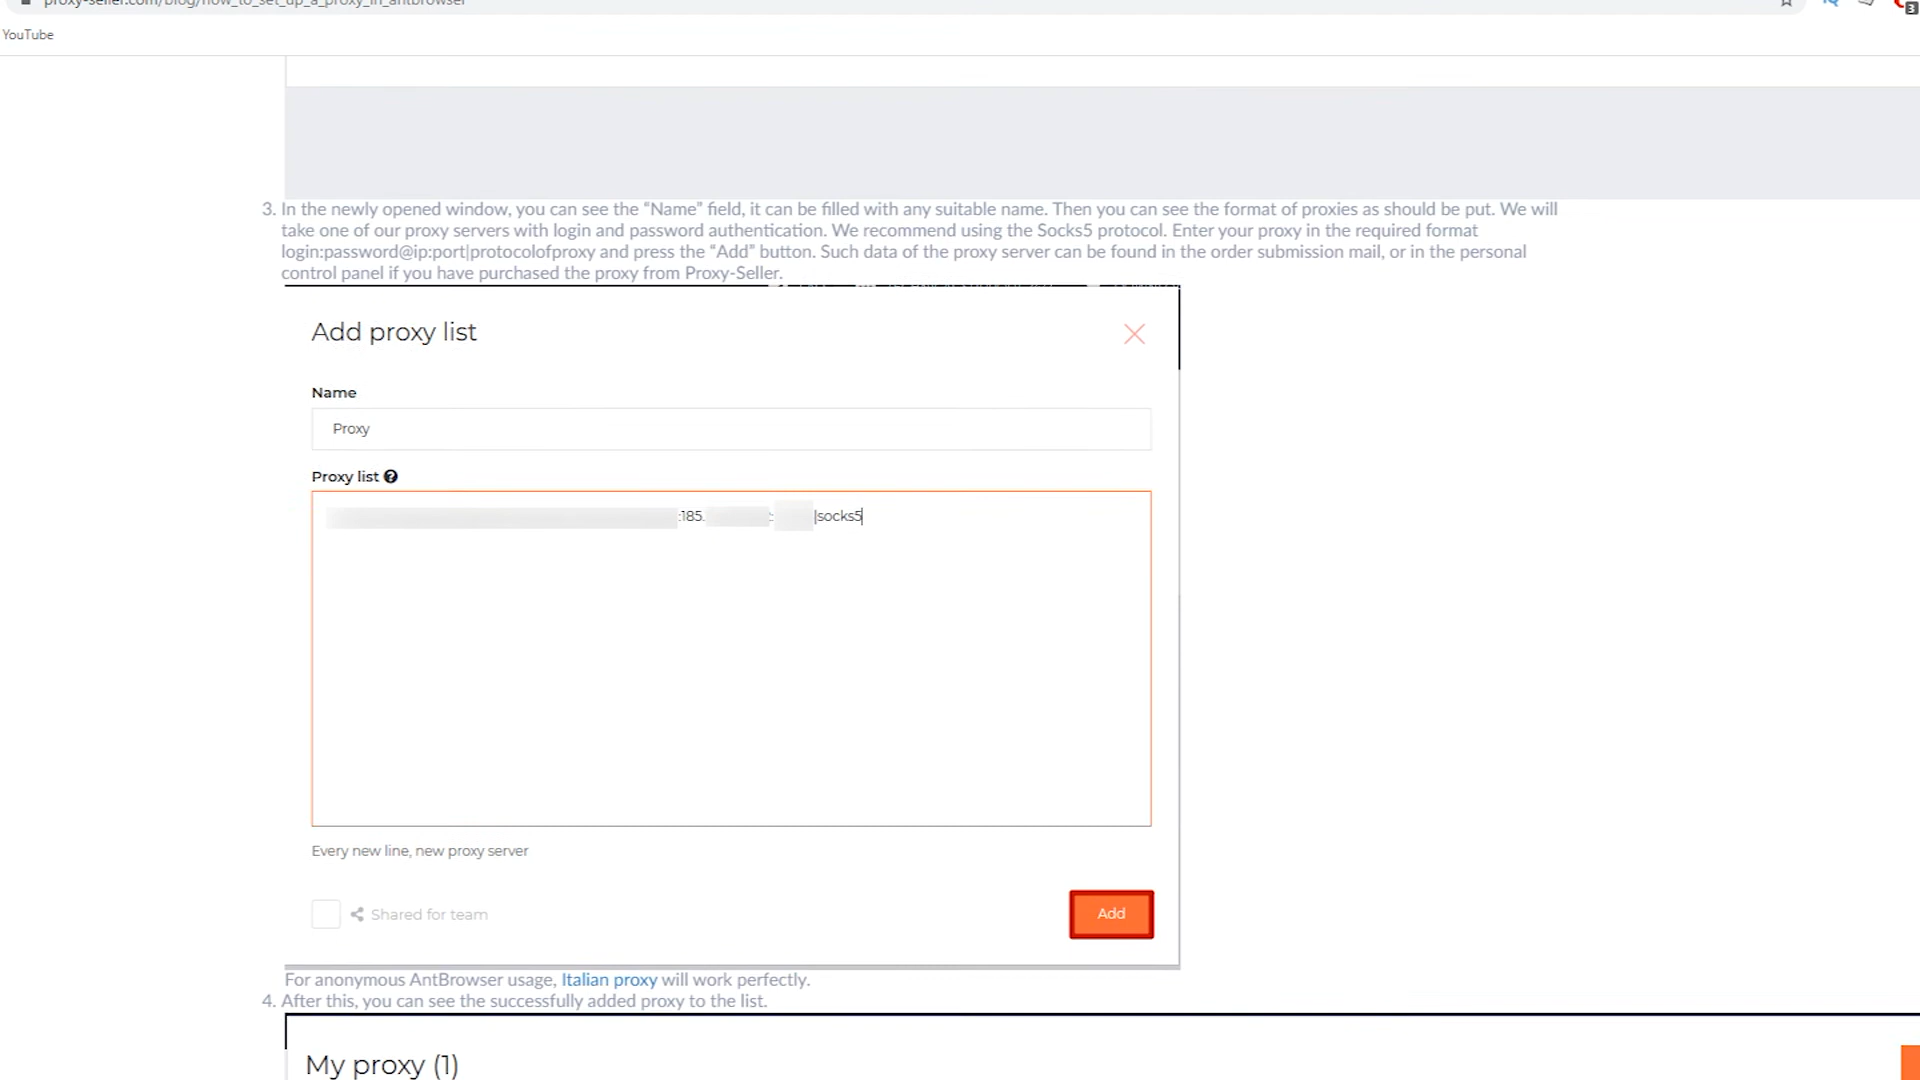 proxy-seller.com/blog/how_to_set_up_a_proxy_in_antbrowser
3
YouTube
3. In the newly opened window, you can see the “Name” field, it can be filled with any suitable name. Then you can see the format of proxies as should be put. We will
take one of our proxy servers with login and password authentication. We recommend using the Socks5 protocol. Enter your proxy in the required format
login:password@ip:port|protocolofproxy and press the “Add” button. Such data of the proxy server can be found in the order submission mail, or in the personal
control panel if you have purchased the proxy from Proxy-Seller.
Add proxy list
Name
Proxy
Proxy list ?
:185. : |socks5
Every new line, new proxy server
Shared for team
Add
For anonymous AntBrowser usage, Italian proxy will work perfectly.
4. After this, you can see the successfully added proxy to the list.
My proxy (1)